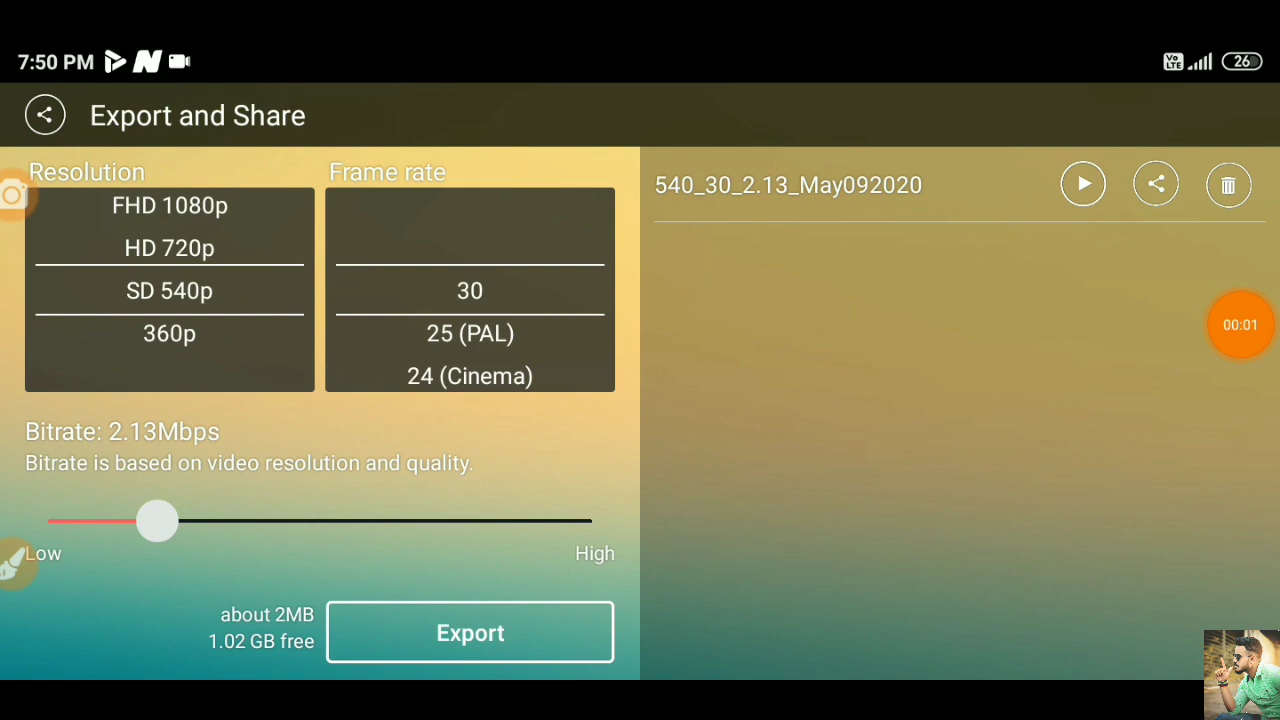 7:50 PM
Vo LTE
26
Export and Share
Resolution
Frame rate
FHD 1080p
HD 720p
SD 540p
360p
30
25 (PAL)
24 (Cinema)
540_30_2.13_May092020
00:01
Bitrate: 2.13Mbps
Bitrate is based on video resolution and quality.
Low
High
about 2MB
1.02 GB free
Export